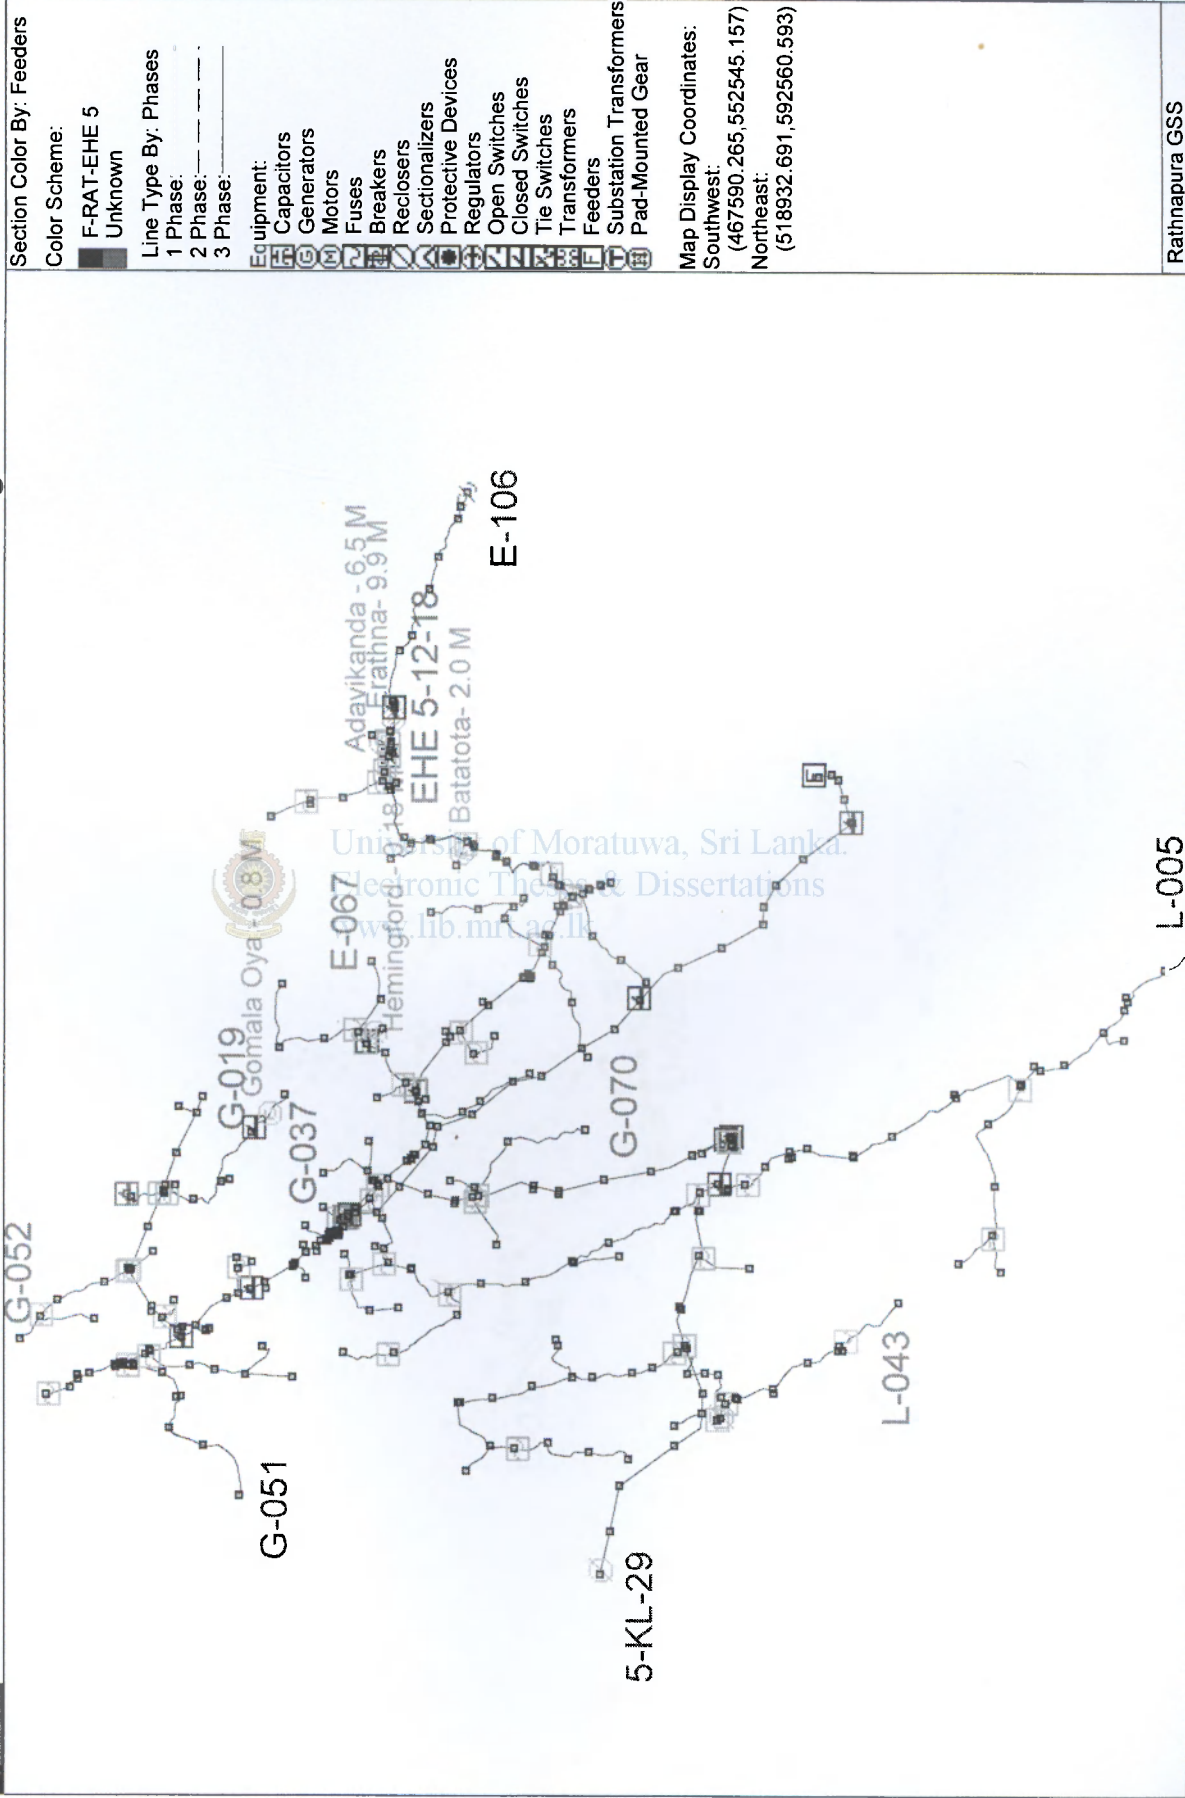 Section Color By: Feeders
Color Scheme:
F-RAT-EHE 5
Unknown
Line Type By: Phases
1 Phase:
2 Phase:
3 Phase:
Equipment:
Capacitors
Generators
Motors
Fuses
Breakers
Reclosers
Sectionalizers
Protective Devices
Regulators
Open Switches
Closed Switches
Tie Switches
Transformers
Feeders
Substation Transformers
Pad-Mounted Gear
Map Display Coordinates:
Southwest:
(467590.265,552545.157)
Northeast:
(518932.691,592560.593)
Rathnapura GSS
G-052
G-019
Gomala Oya - 0.8 M
G-037
E-067
Hemingford - 18
Adavikanda - 6.5 M
Erathna- 9.9 M
EHE 5-12-18
Batatota- 2.0 M
E-106
G-051
G-070
5-KL-29
L-043
L-005
University of Moratuwa, Sri Lanka.
Electronic Theses & Dissertations
www.lib.mrt.ac.lk